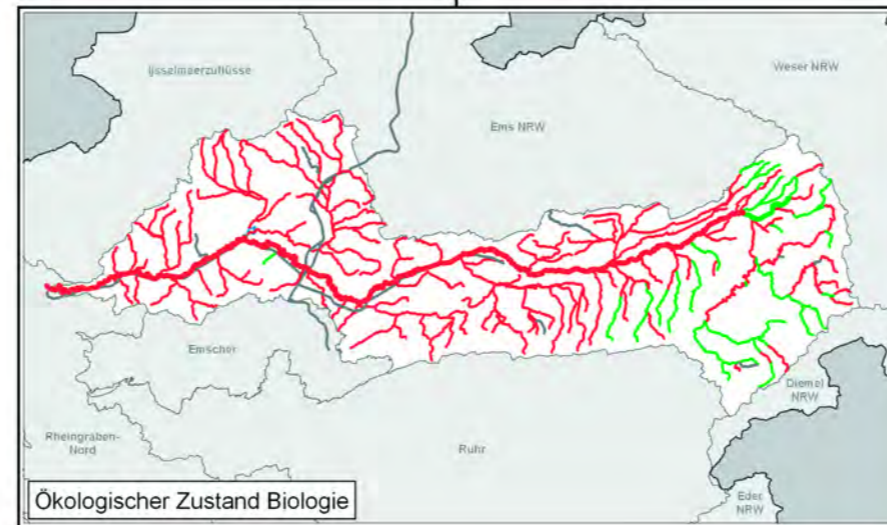 Ijsselmeerzuflüsse
Weser NRW
Ems NRW
Emscher
Diemel
NRW
Rheingraben-
Nord
Ruhr
Eder
NRW
Ökologischer Zustand Biologie